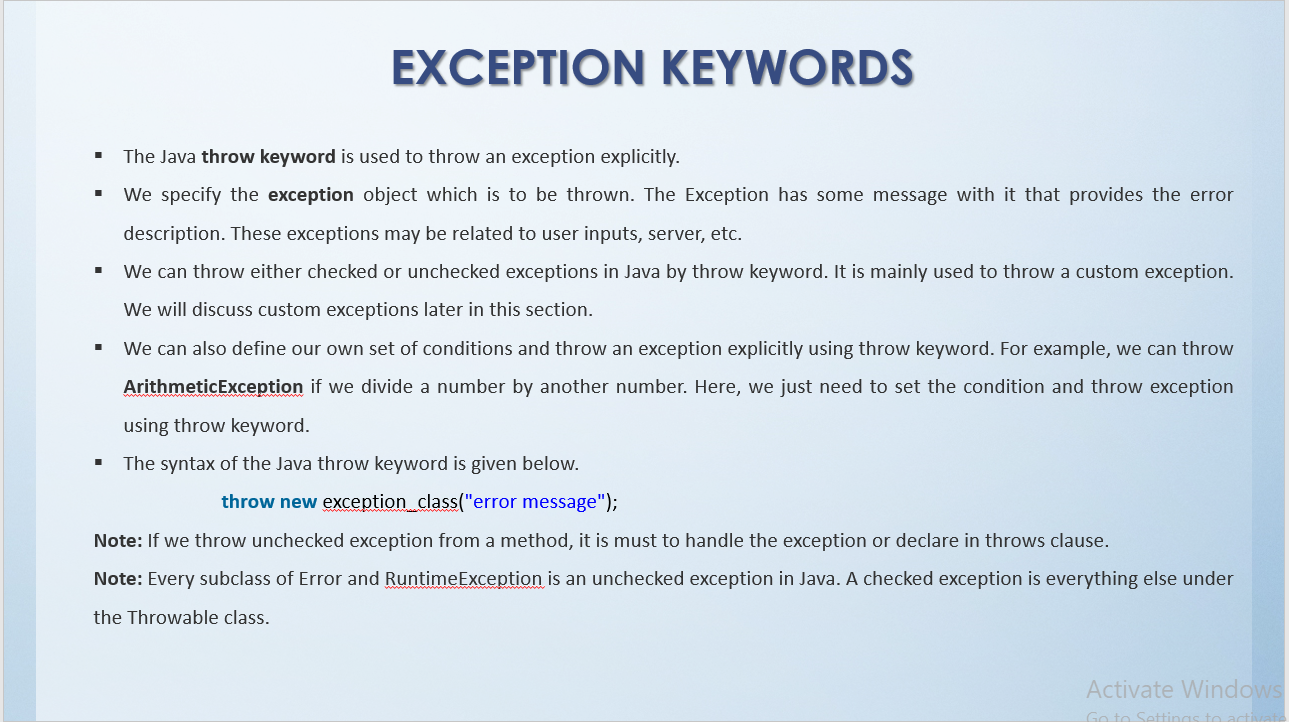 EXCEPTION KEYWORDS
▪ The Java throw keyword is used to throw an exception explicitly.
▪ We specify the exception object which is to be thrown. The Exception has some message with it that provides the error
description. These exceptions may be related to user inputs, server, etc.
▪ We can throw either checked or unchecked exceptions in Java by throw keyword. It is mainly used to throw a custom exception.
We will discuss custom exceptions later in this section.
▪ We can also define our own set of conditions and throw an exception explicitly using throw keyword. For example, we can throw
ArithmeticException if we divide a number by another number. Here, we just need to set the condition and throw exception
using throw keyword.
▪ The syntax of the Java throw keyword is given below.
throw new exception_class("error message");
Note: If we throw unchecked exception from a method, it is must to handle the exception or declare in throws clause.
Note: Every subclass of Error and RuntimeException is an unchecked exception in Java. A checked exception is everything else under
the Throwable class.
Activate Windows
Go to Settings to activate